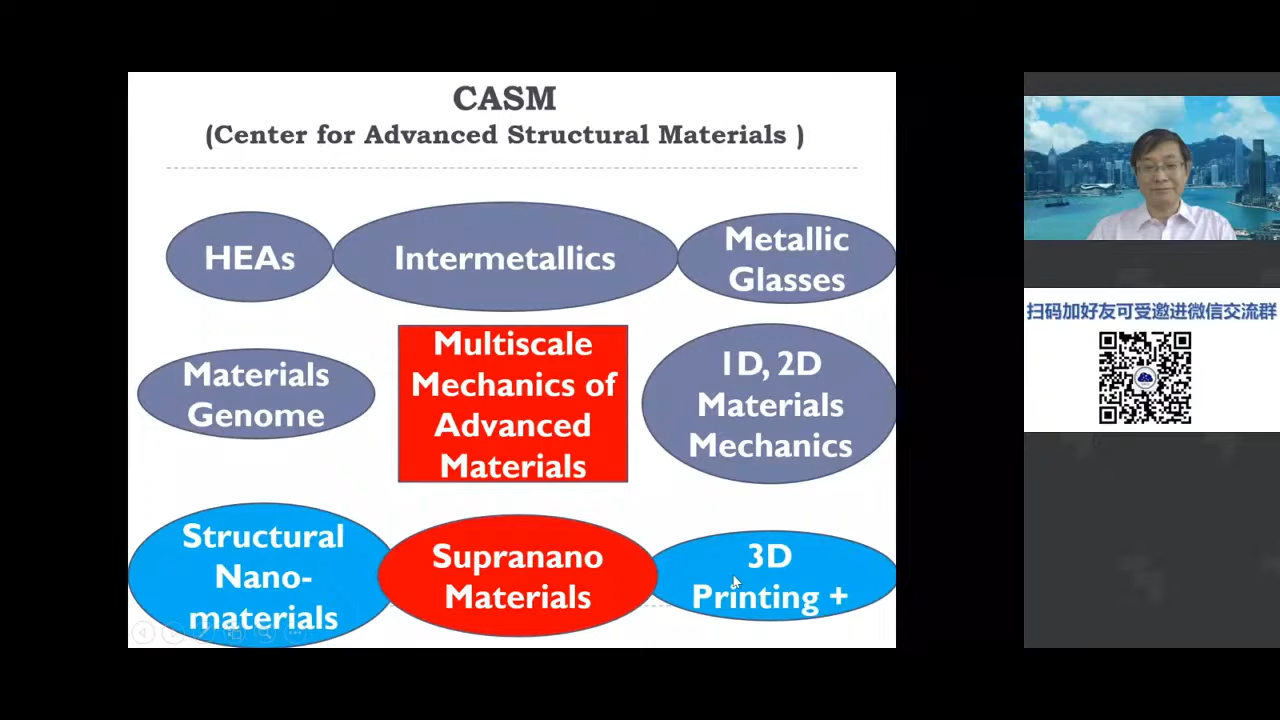 CASM
(Center for Advanced Structural Materials )
HEAs
Intermetallics
Metallic
Glasses
Materials
Genome
Multiscale
Mechanics of
Advanced
Materials
1D, 2D
Materials
Mechanics
Structural
Nano-
materials
Supranano
Materials
3D
Printing +
扫码加好友可受邀进微信交流群